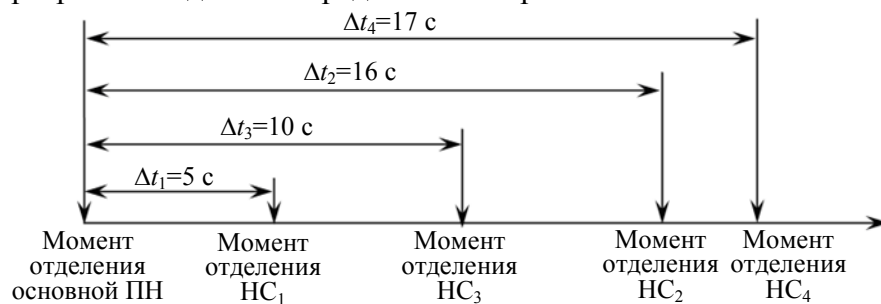 Δt₄=17 с
Δt₂=16 с
Δt₃=10 с
Δt₁=5 с
Момент
отделения
основной ПН
Момент
отделения
НС₁
Момент
отделения
НС₃
Момент
отделения
НС₂
Момент
отделения
НС₄